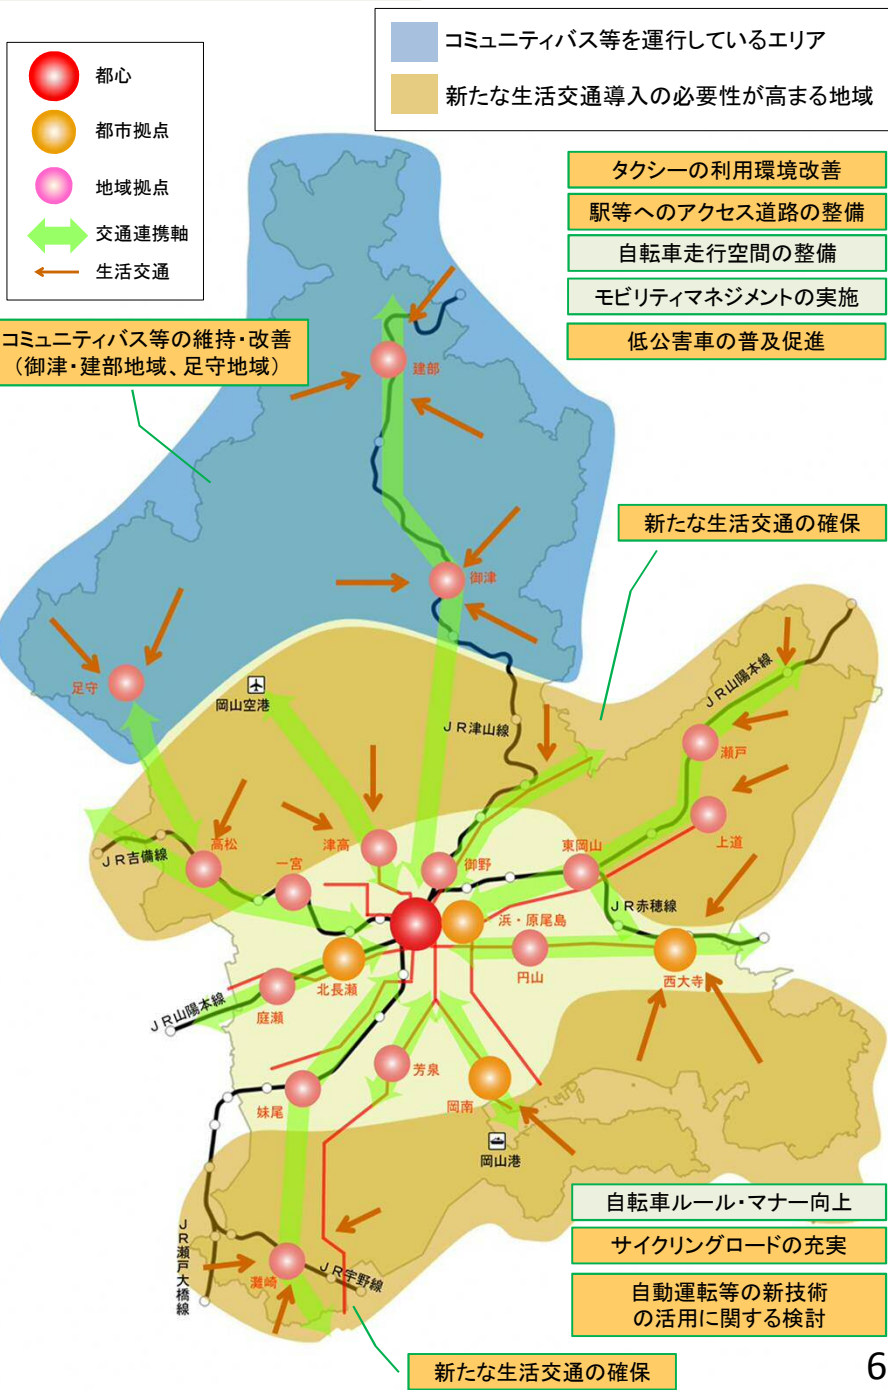 コミュニティバス等を運行しているエリア
新たな生活交通導入の必要性が高まる地域
都心
都市拠点
地域拠点
交通連携軸
生活交通
タクシーの利用環境改善
駅等へのアクセス道路の整備
自転車走行空間の整備
モビリティマネジメントの実施
低公害車の普及促進
コミュニティバス等の維持・改善
(御津・建部地域、足守地域)
建部
新たな生活交通の確保
御津
足守
岡山空港
JR津山線
JR山陽本線
瀬戸
上道
JR吉備線
高松
一宮
津高
御野
東岡山
JR赤穂線
浜・原尾島
円山
西大寺
北長瀬
庭瀬
JR山陽本線
芳泉
岡南
妹尾
岡山港
JR瀬戸大橋線
灘崎
JR宇野線
自転車ルール・マナー向上
サイクリングロードの充実
自動運転等の新技術
の活用に関する検討
新たな生活交通の確保
6